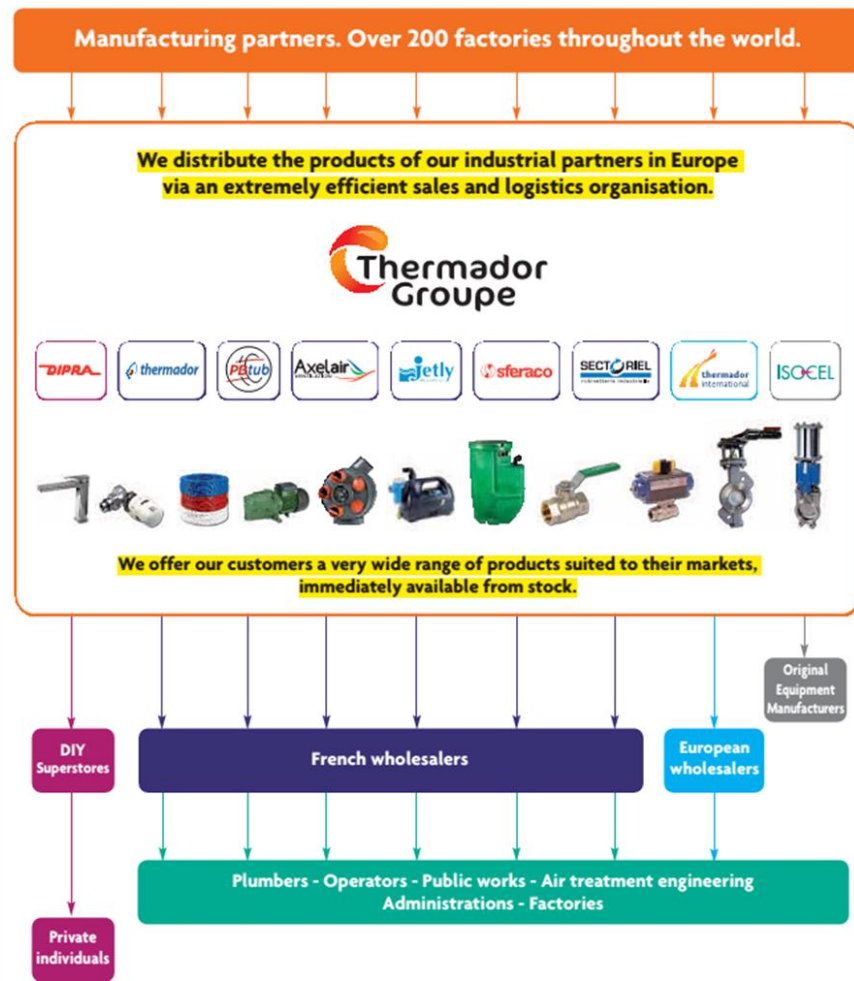 Manufacturing partners. Over 200 factories throughout the world.
We distribute the products of our industrial partners in Europe
via an extremely efficient sales and logistics organisation.
Thermador
Groupe
DIPRA
thermador
PBtub
Axelair
jetly
sferaco
SECTORIEL
robinetterie industrielle
thermador
international
ISOCEL
We offer our customers a very wide range of products suited to their markets,
immediately available from stock.
Original
Equipment
Manufacturers
DIY
Superstores
French wholesalers
European
wholesalers
Plumbers - Operators - Public works - Air treatment engineering
Administrations - Factories
Private
individuals